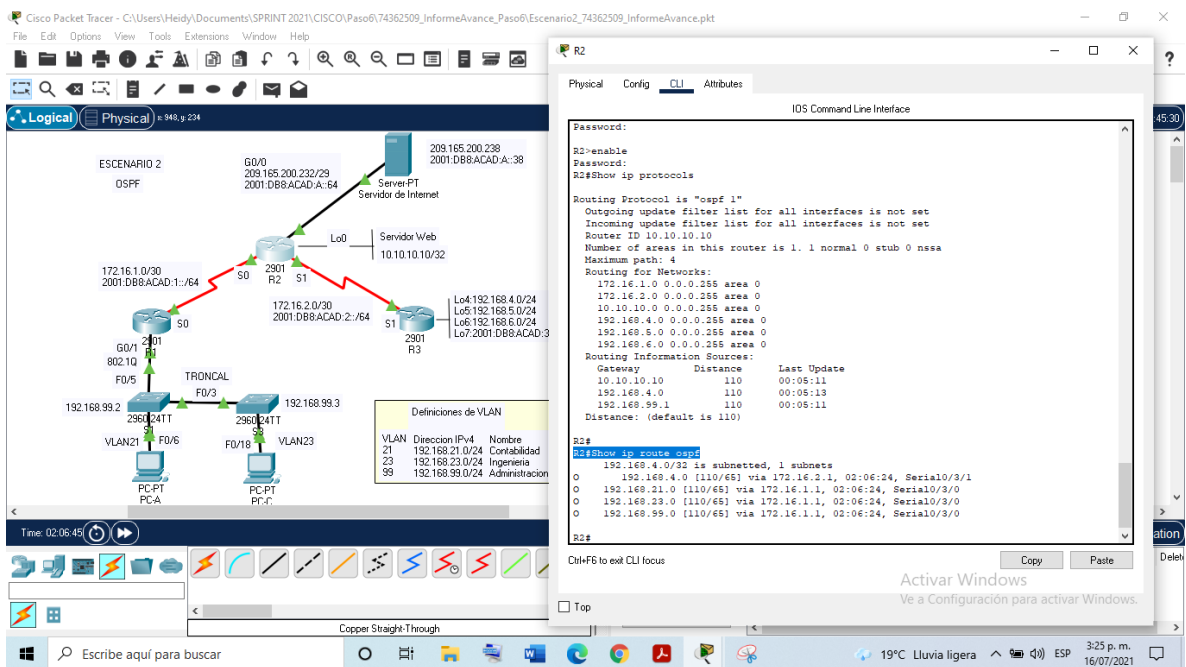 Cisco Packet Tracer - C:\Users\Heidy\Documents\SPRINT 2021\CISCO\Paso6\74362509_InformeAvance_Paso6\Escenario2_74362509_InformeAvance.pkt
File Edit Options View Tools Extensions Window Help
Logical Physical x: 948, y: 234
45:30
ESCENARIO 2
OSPF
G0/0
209.165.200.232/29
2001:DB8:ACAD:A::64
209.165.200.238
2001:DB8:ACAD:A::38
Server-PT
Servidor de Internet
Lo0
Servidor Web
10.10.10.10/32
172.16.1.0/30
2001:DB8:ACAD:1::/64
S0
2901
R2
S1
172.16.2.0/30
2001:DB8:ACAD:2::/64
S1
2901
R3
Lo4:192.168.4.0/24
Lo5:192.168.5.0/24
Lo6:192.168.6.0/24
Lo7:2001:DB8:ACAD:3
S0
2901
R1
G0/1
802.1Q
F0/5
TRONCAL
F0/3
192.168.99.2
192.168.99.3
2960-24TT
S1
2960-24TT
S3
VLAN21
F0/6
F0/18
VLAN23
PC-PT
PC-A
PC-PT
PC-C
Definiciones de VLAN
VLAN Direccion IPv4 Nombre
21 192.168.21.0/24 Contabilidad
23 192.168.23.0/24 Ingenieria
99 192.168.99.0/24 Administracion
Time: 02:06:45
Copper Straight-Through
R2
Physical Config CLI Attributes
IOS Command Line Interface
Password:
R2>enable
Password:
R2#Show ip protocols
Routing Protocol is "ospf 1"
Outgoing update filter list for all interfaces is not set
Incoming update filter list for all interfaces is not set
Router ID 10.10.10.10
Number of areas in this router is 1. 1 normal 0 stub 0 nssa
Maximum path: 4
Routing for Networks:
172.16.1.0 0.0.0.255 area 0
172.16.2.0 0.0.0.255 area 0
10.10.10.0 0.0.0.255 area 0
192.168.4.0 0.0.0.255 area 0
192.168.5.0 0.0.0.255 area 0
192.168.6.0 0.0.0.255 area 0
Routing Information Sources:
Gateway Distance Last Update
10.10.10.10 110 00:05:11
192.168.4.0 110 00:05:13
192.168.99.1 110 00:05:11
Distance: (default is 110)
R2#
R2#Show ip route ospf
192.168.4.0/32 is subnetted, 1 subnets
O 192.168.4.0 [110/65] via 172.16.2.1, 02:06:24, Serial0/3/1
O 192.168.21.0 [110/65] via 172.16.1.1, 02:06:24, Serial0/3/0
O 192.168.23.0 [110/65] via 172.16.1.1, 02:06:24, Serial0/3/0
O 192.168.99.0 [110/65] via 172.16.1.1, 02:06:24, Serial0/3/0
R2#
Ctrl+F6 to exit CLI focus
Copy Paste
Top
ation
Delet
Activar Windows
Ve a Configuración para activar Windows.
Escribe aquí para buscar
19°C Lluvia ligera
ESP
3:25 p. m.
16/07/2021